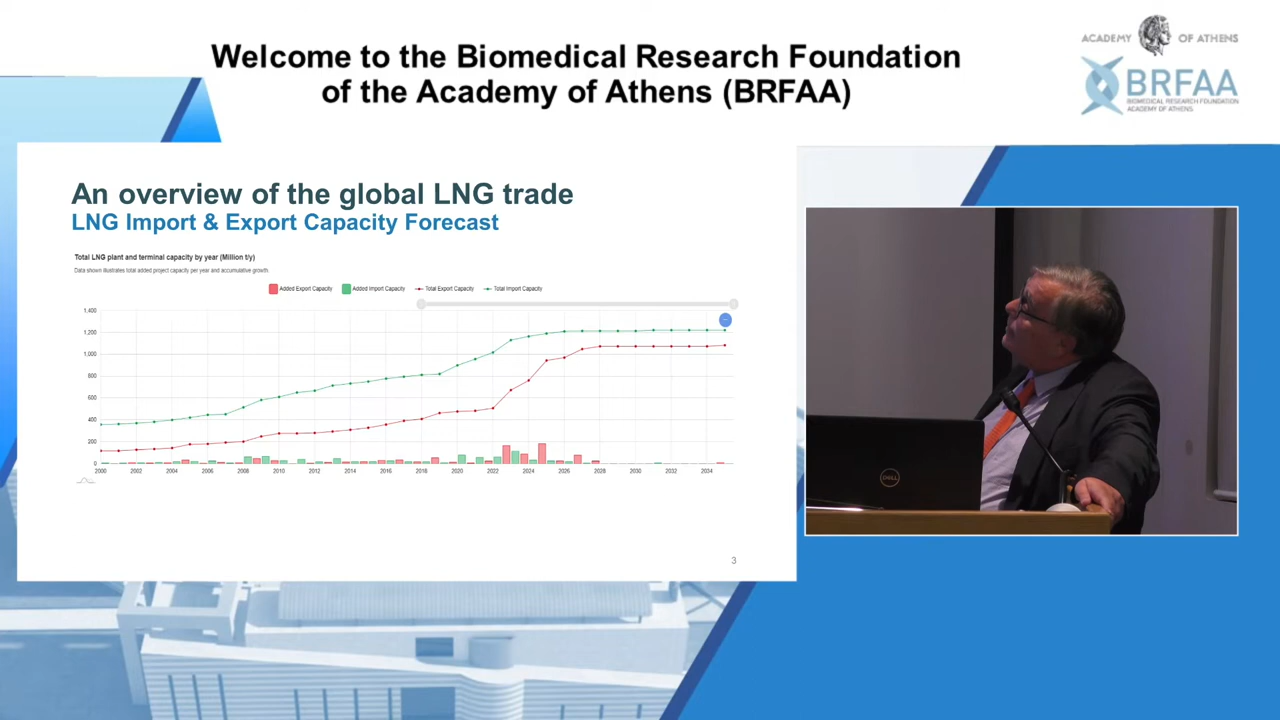 Welcome to the Biomedical Research Foundation
of the Academy of Athens (BRFAA)
ACADEMY OF ATHENS
BRFAA
BIOMEDICAL RESEARCH FOUNDATION
ACADEMY OF ATHENS
An overview of the global LNG trade
LNG Import & Export Capacity Forecast
Total LNG plant and terminal capacity by year (Million t/y)
Data shown illustrates total added project capacity per year and accumulative growth.
Added Export Capacity Added Import Capacity Total Export Capacity Total Import Capacity
1,400
1,200
1,000
800
600
400
200
0
2000 2002 2004 2006 2008 2010 2012 2014 2016 2018 2020 2022 2024 2026 2028 2030 2032 2034
3
DELL